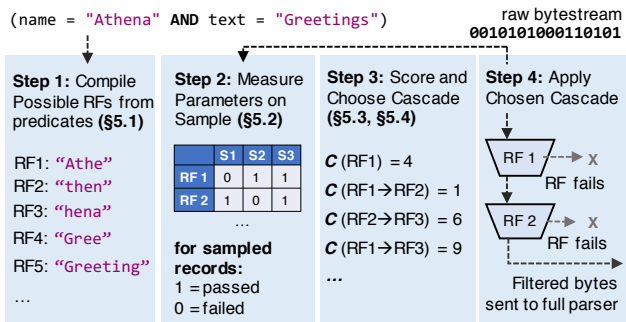 (name = "Athena" AND text = "Greetings")
raw bytestream
0010101000110101
Step 1: Compile
Possible RFs from
predicates (§5.1)
RF1: “Athe”
RF2: “then”
RF3: “hena”
RF4: “Gree”
RF5: “Greeting”
...
Step 2: Measure
Parameters on
Sample (§5.2)
S1 S2 S3
RF 1 0 1 1
RF 2 1 0 1
...
for sampled
records:
1 = passed
0 = failed
Step 3: Score and
Choose Cascade
(§5.3, §5.4)
C (RF1) = 4
C (RF1→RF2) = 1
C (RF2→RF3) = 6
C (RF1→RF3) = 9
...
Step 4: Apply
Chosen Cascade
RF 1 X
RF fails
RF 2 X
RF fails
Filtered bytes
sent to full parser